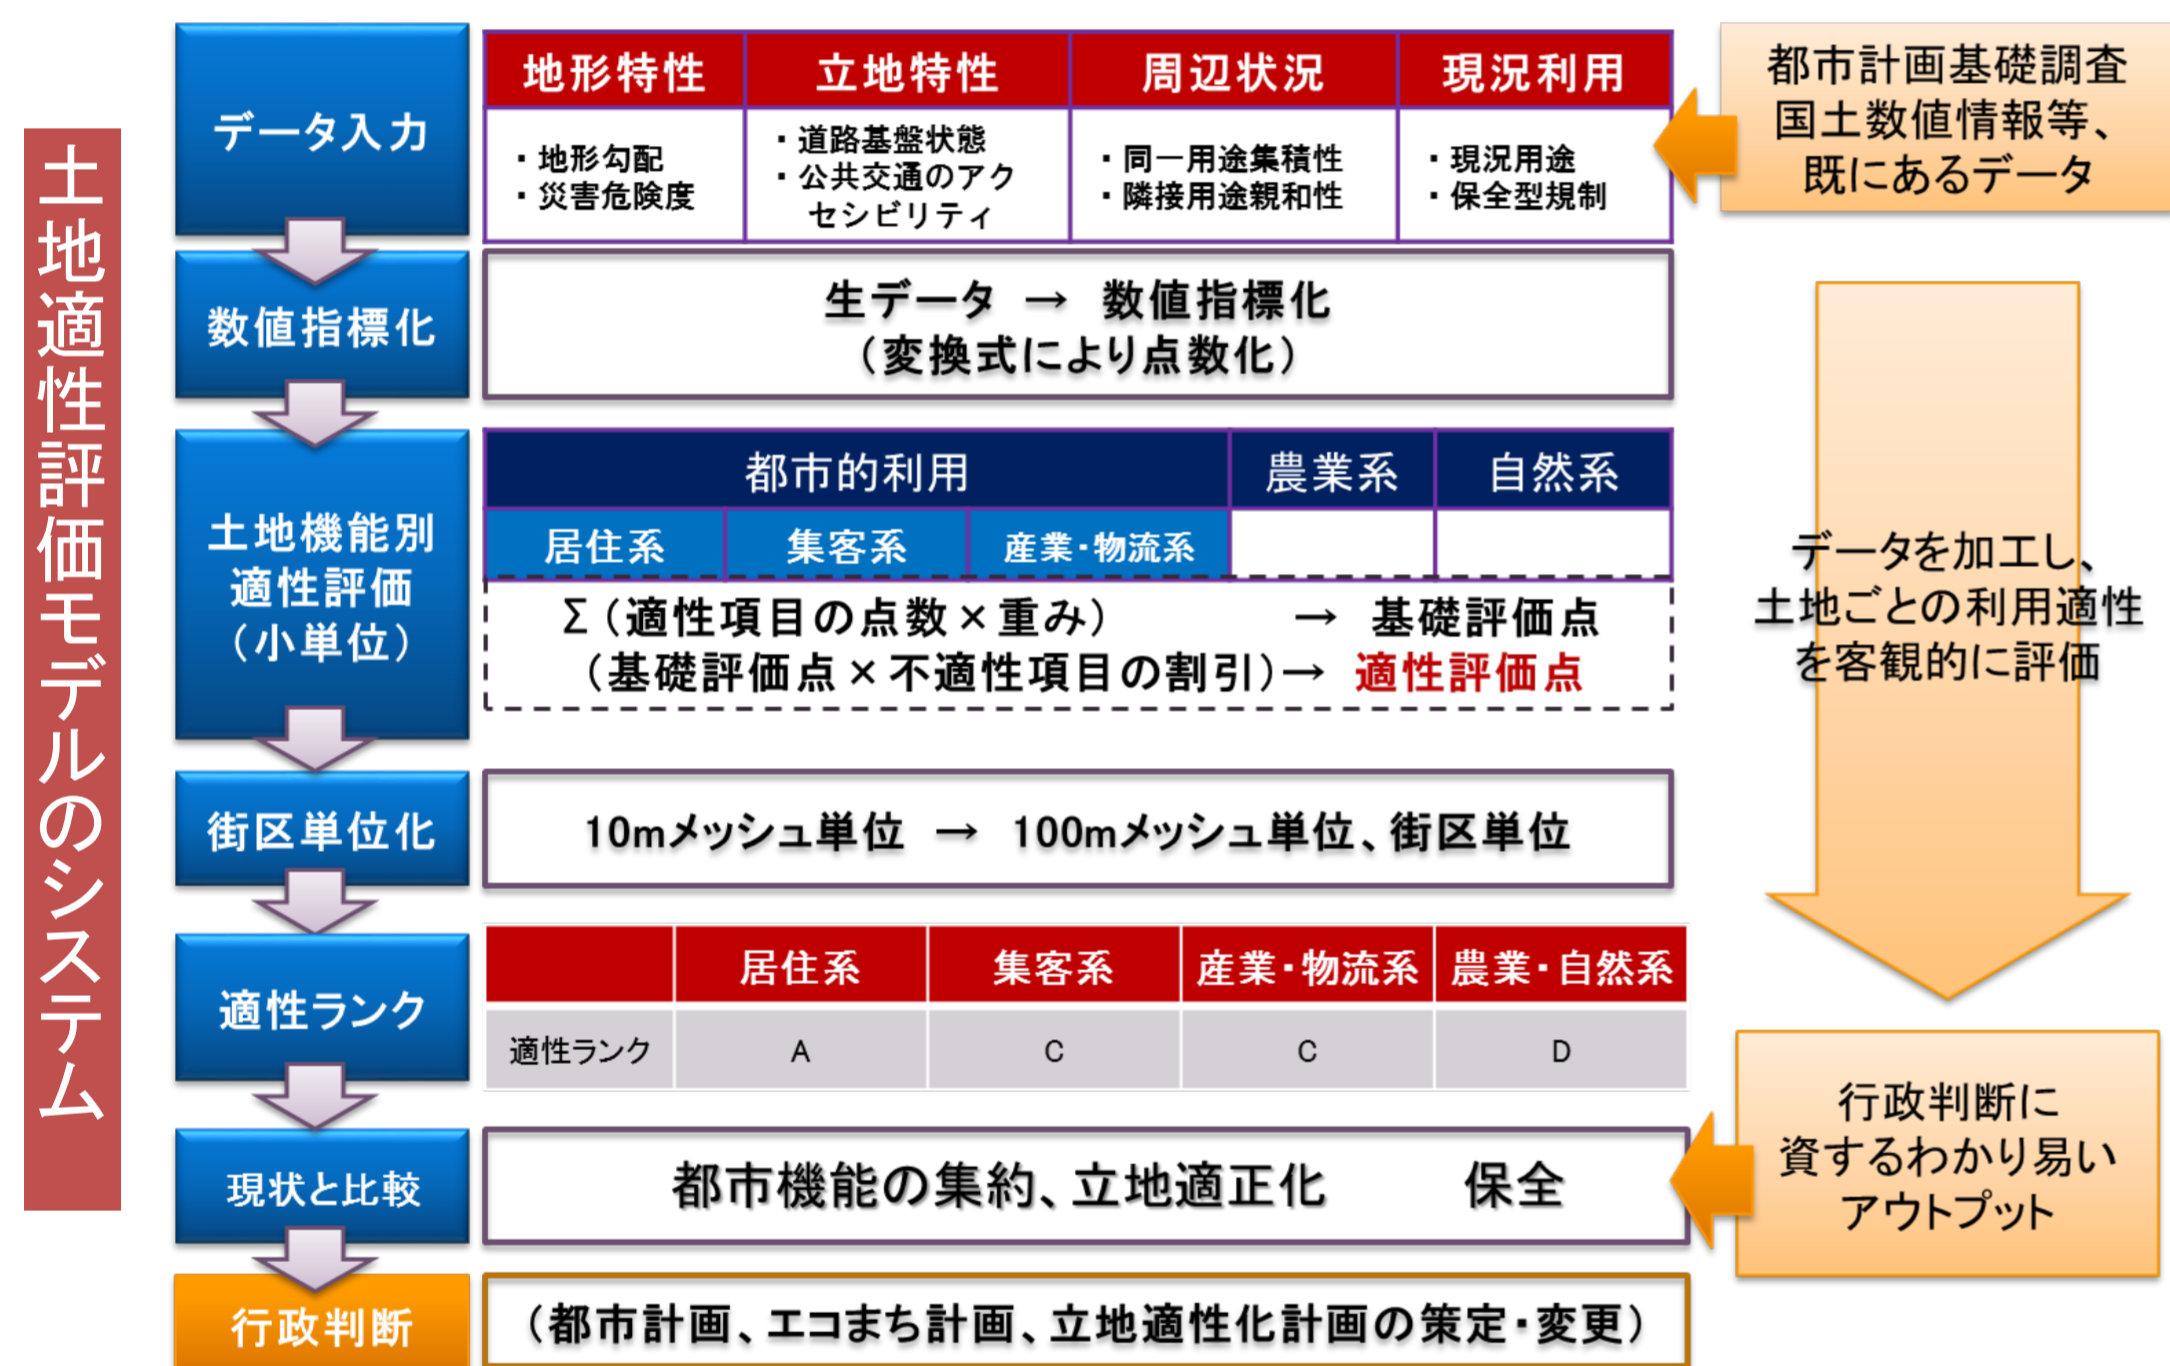 土地適性評価モデルのシステム
データ入力
地形特性 立地特性 周辺状況 現況利用
・地形勾配
・災害危険度
・道路基盤状態
・公共交通のアク
セシビリティ
・同一用途集積性
・隣接用途親和性
・現況用途
・保全型規制
都市計画基礎調査
国土数値情報等、
既にあるデータ
数値指標化
生データ → 数値指標化
（変換式により点数化）
土地機能別
適性評価
（小単位）
都市的利用 農業系 自然系
居住系 集客系 産業・物流系
Σ（適性項目の点数×重み） → 基礎評価点
（基礎評価点×不適性項目の割引）→ 適性評価点
データを加工し、
土地ごとの利用適性
を客観的に評価
街区単位化
10mメッシュ単位 → 100mメッシュ単位、街区単位
適性ランク
居住系 集客系 産業・物流系 農業・自然系
適性ランク A C C D
現状と比較
都市機能の集約、立地適正化 保全
行政判断に
資するわかり易い
アウトプット
行政判断
（都市計画、エコまち計画、立地適性化計画の策定・変更）